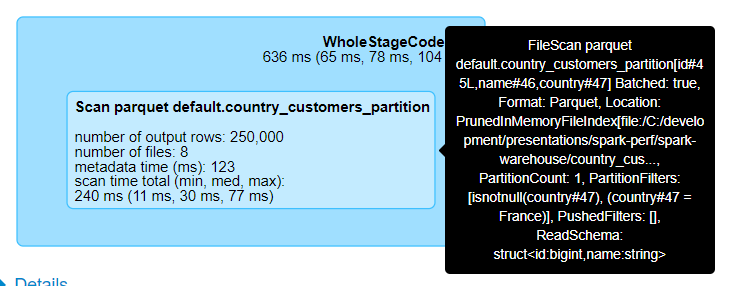 WholeStageCode
636 ms (65 ms, 78 ms, 104
Scan parquet default.country_customers_partition
number of output rows: 250,000
number of files: 8
metadata time (ms): 123
scan time total (min, med, max):
240 ms (11 ms, 30 ms, 77 ms)
FileScan parquet
default.country_customers_partition[id#4
5L,name#46,country#47] Batched: true,
Format: Parquet, Location:
PrunedInMemoryFileIndex[file:/C:/develo
pment/presentations/spark-perf/spark-
warehouse/country_cus...,
PartitionCount: 1, PartitionFilters:
[isnotnull(country#47), (country#47 =
France)], PushedFilters: [],
ReadSchema:
struct<id:bigint,name:string>
Details